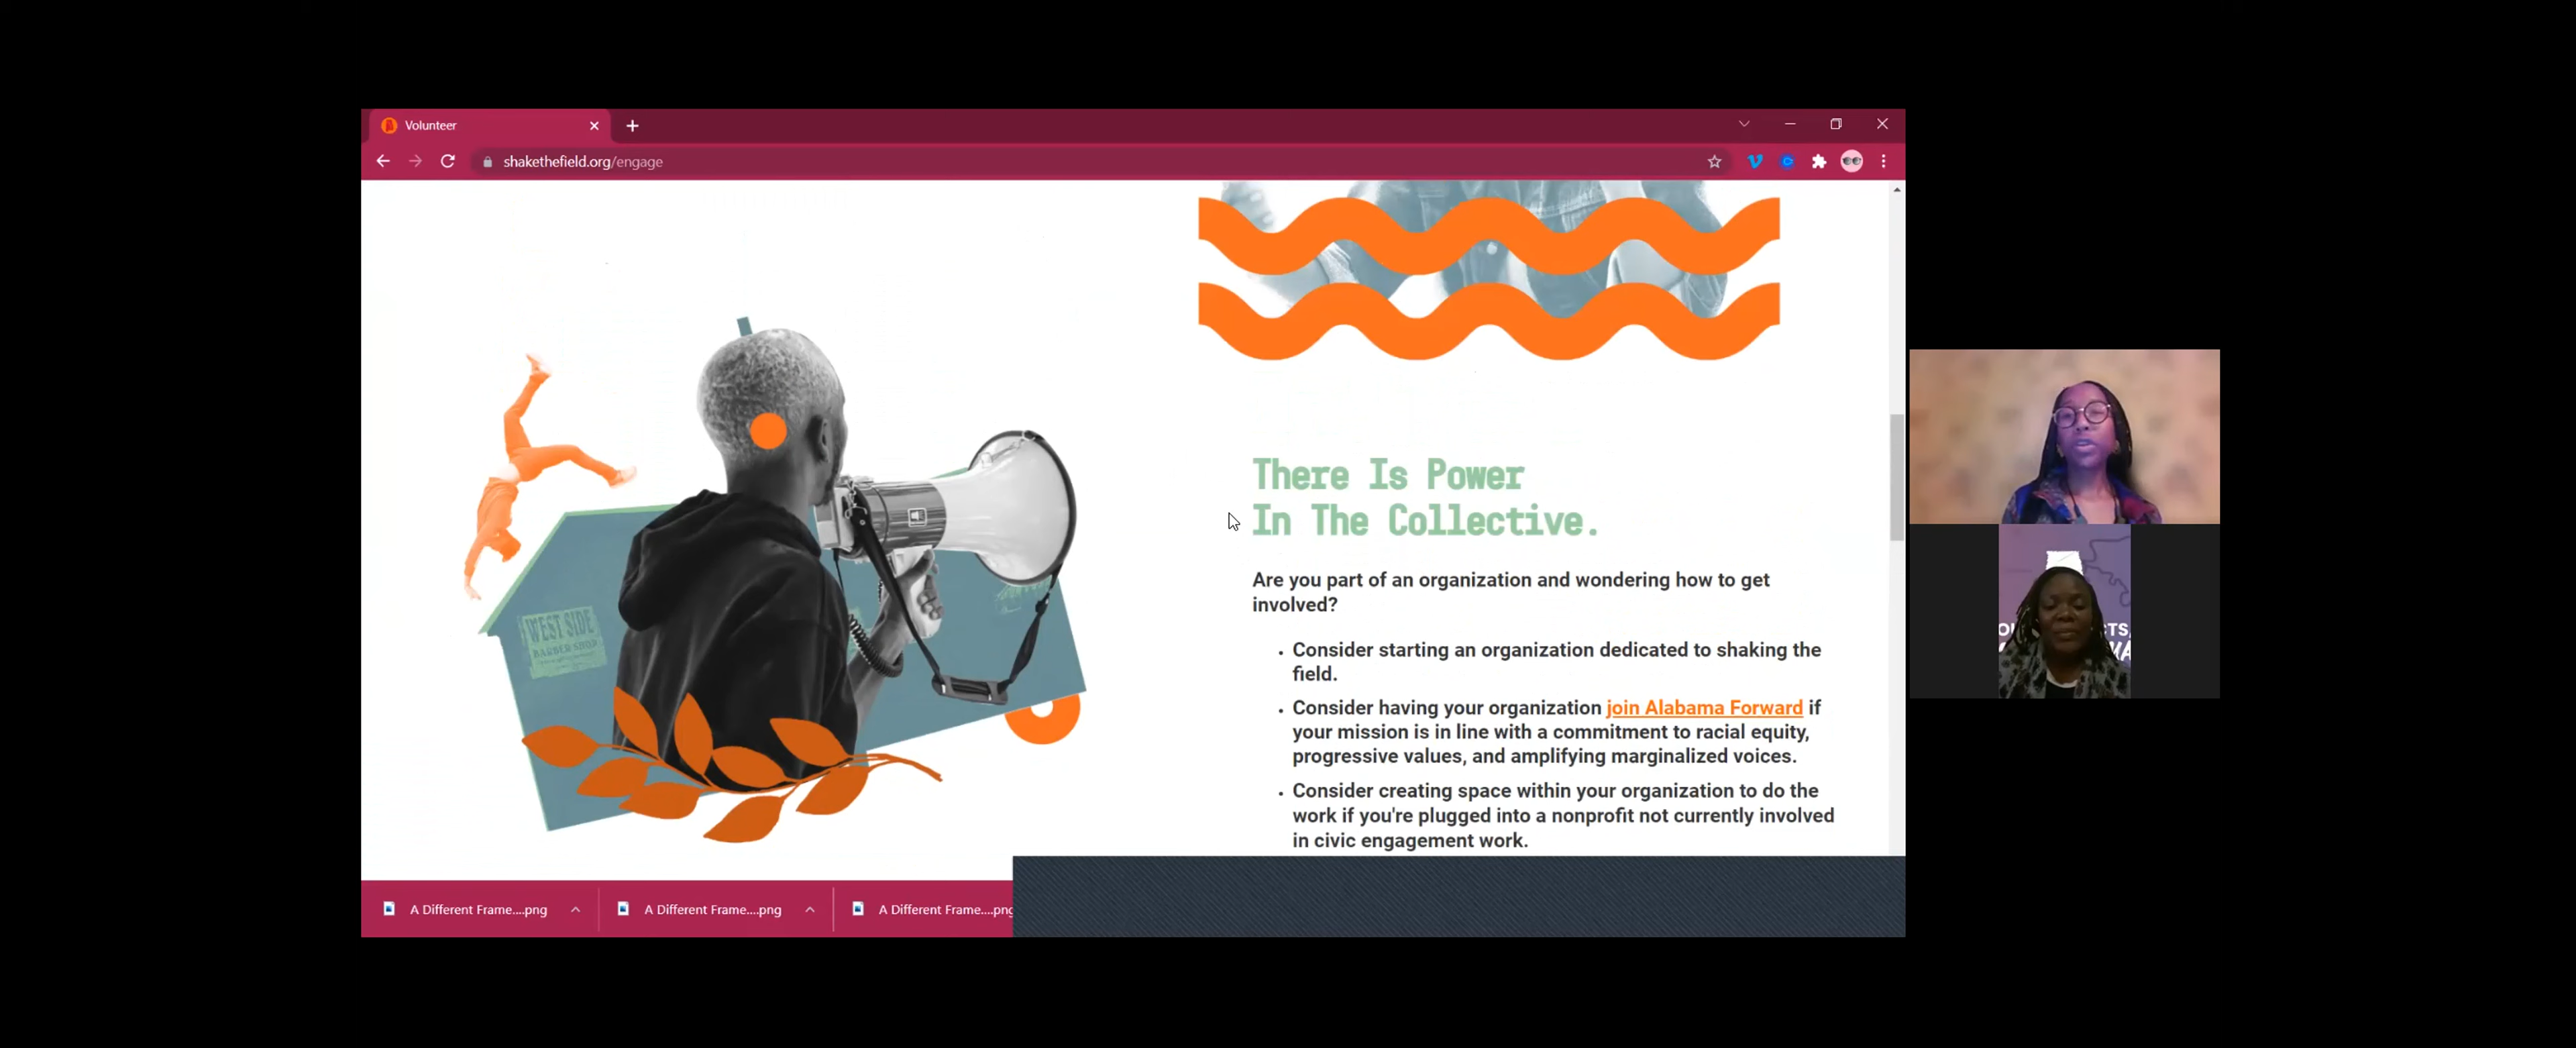 Volunteer
shakethefield.org/engage
There Is Power
In The Collective.
Are you part of an organization and wondering how to get
involved?
• Consider starting an organization dedicated to shaking the
field.
• Consider having your organization join Alabama Forward if
your mission is in line with a commitment to racial equity,
progressive values, and amplifying marginalized voices.
• Consider creating space within your organization to do the
work if you're plugged into a nonprofit not currently involved
in civic engagement work.
WEST SIDE
BARBER SHOP
A Different Frame....png
A Different Frame....png
A Different Frame....png